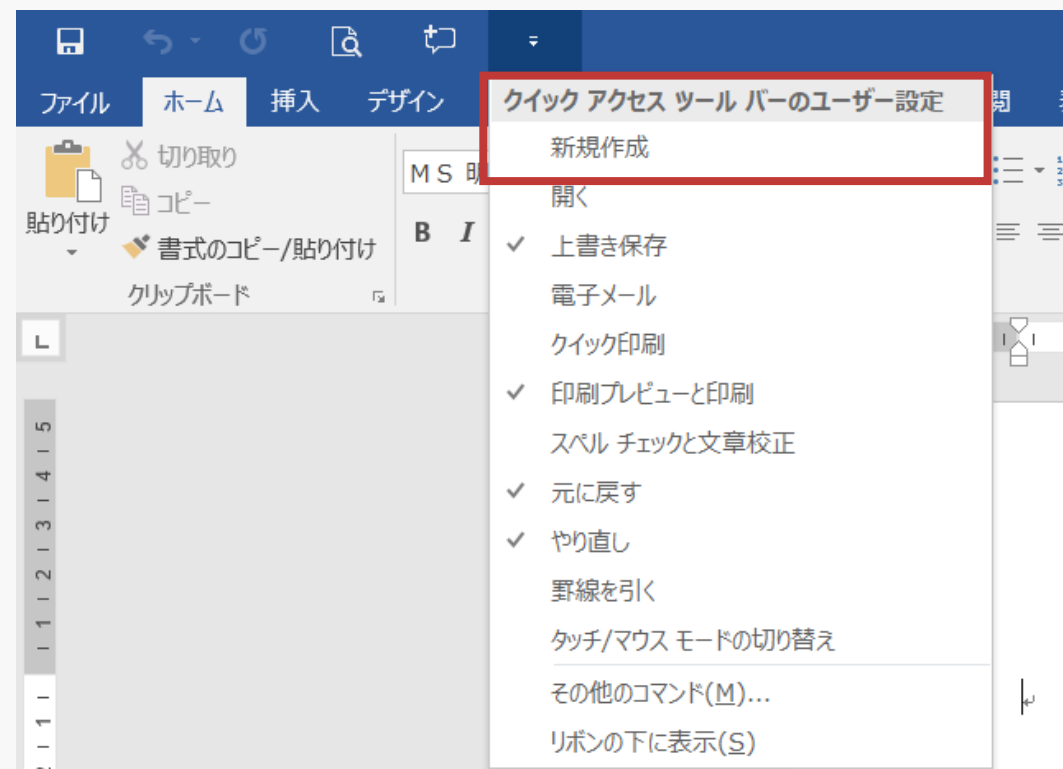 ファイル ホーム 挿入 デザイン 閲
クイック アクセス ツール バーのユーザー設定
新規作成
開く
上書き保存
電子メール
クイック印刷
印刷プレビューと印刷
スペル チェックと文章校正
元に戻す
やり直し
罫線を引く
タッチ/マウス モードの切り替え
その他のコマンド(M)...
リボンの下に表示(S)
切り取り
コピー
書式のコピー/貼り付け
貼り付け
クリップボード
ＭＳ 明
B I
L
5
4
3
2
1
1